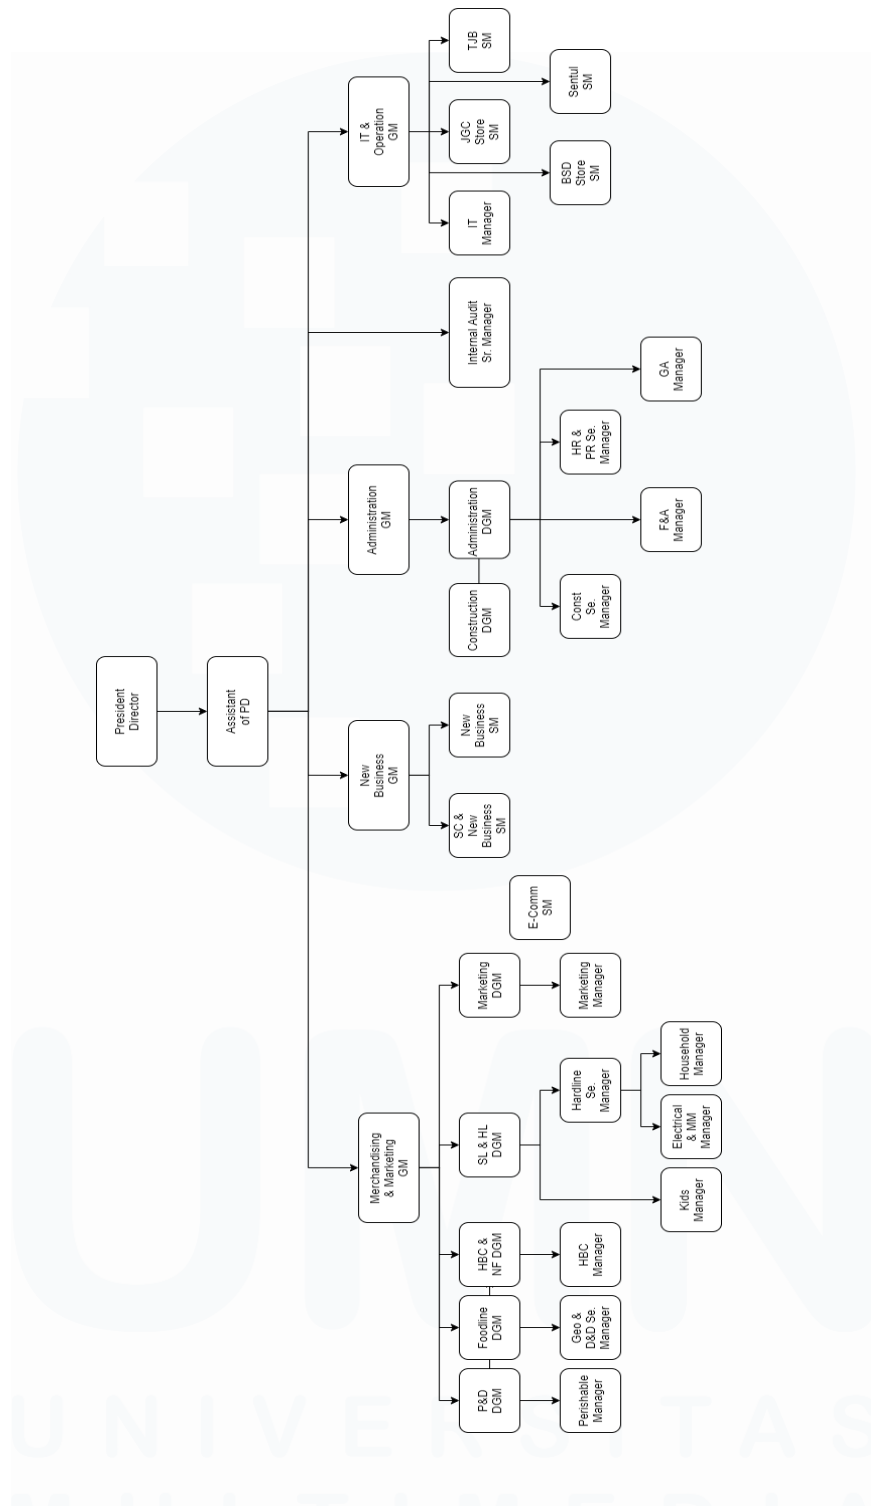 President
Director
Assistant
of PD
Merchandising
& Marketing
GM
New
Business
GM
Administration
GM
IT &
Operation
GM
P&D
DGM
Foodline
DGM
HBC &
NF DGM
SL & HL
DGM
Marketing
DGM
SC &
New
Business
SM
New
Business
SM
Construction
DGM
Administration
DGM
Internal Audit
Sr. Manager
IT
Manager
JGC
Store
SM
TJB
SM
E-Comm
SM
Perishable
Manager
Geo &
D&D Se.
Manager
HBC
Manager
Hardline
Se.
Manager
Marketing
Manager
Const
Se.
Manager
HR &
PR Se.
Manager
BSD
Store
SM
Sentul
SM
Kids
Manager
Electrical
& MM
Manager
Household
Manager
F&A
Manager
GA
Manager
UMN
UNIVERSITAS